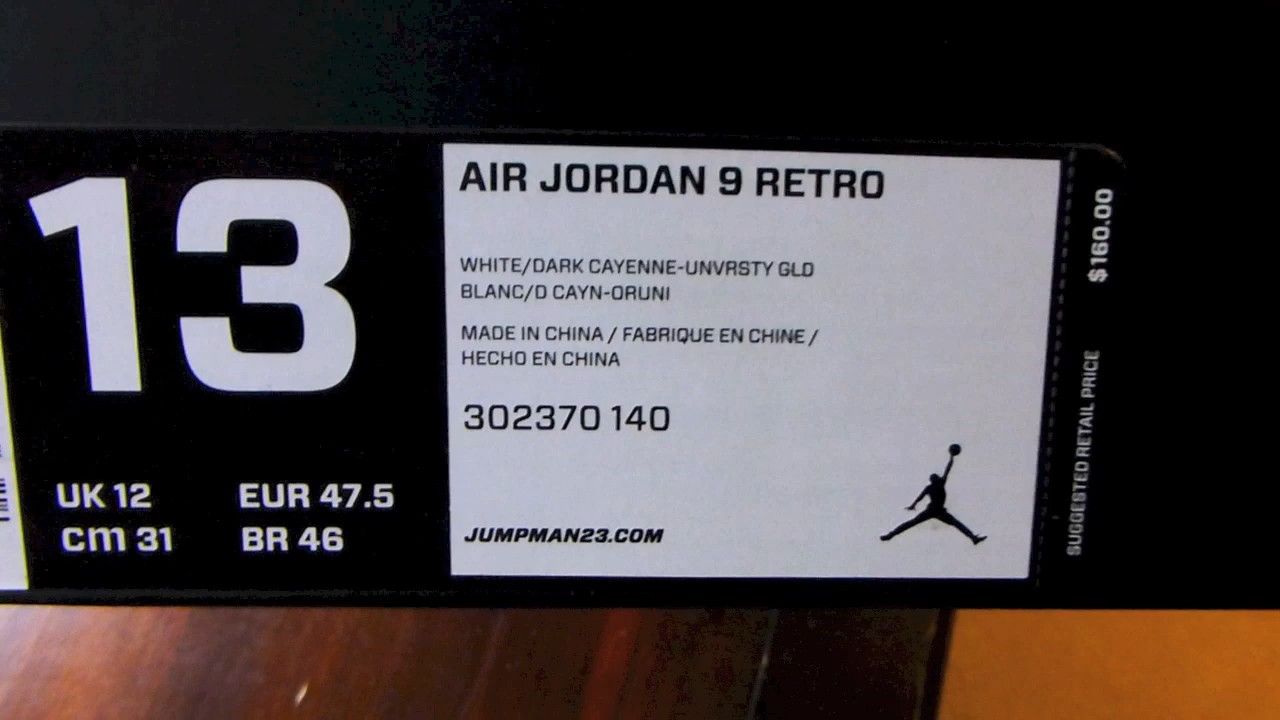 13
UK 12 EUR 47.5
cm 31 BR 46
AIR JORDAN 9 RETRO
WHITE/DARK CAYENNE-UNVRSTY GLD
BLANC/D CAYN-ORUNI
MADE IN CHINA / FABRIQUE EN CHINE /
HECHO EN CHINA
302370 140
JUMPMAN23.COM
SUGGESTED RETAIL PRICE $160.00